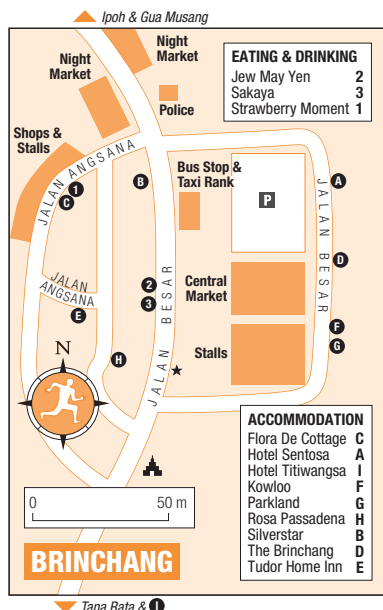 Ipoh & Gua Musang
Night
Market
Night
Market
Police
EATING & DRINKING
Jew May Yen 2
Sakaya 3
Strawberry Moment 1
Shops &
Stalls
JALAN ANGSANA
1
C
B
Bus Stop &
Taxi Rank
P
A
JALAN BESAR
D
JALAN
ANGSANA
E
2
3
JALAN BESAR
Central
Market
F
G
Stalls
H
N
ACCOMMODATION
Flora De Cottage C
Hotel Sentosa A
Hotel Titiwangsa I
Kowloo F
Parkland G
Rosa Passadena H
Silverstar B
The Brinchang D
Tudor Home Inn E
0 50 m
BRINCHANG
Tana Rata & I